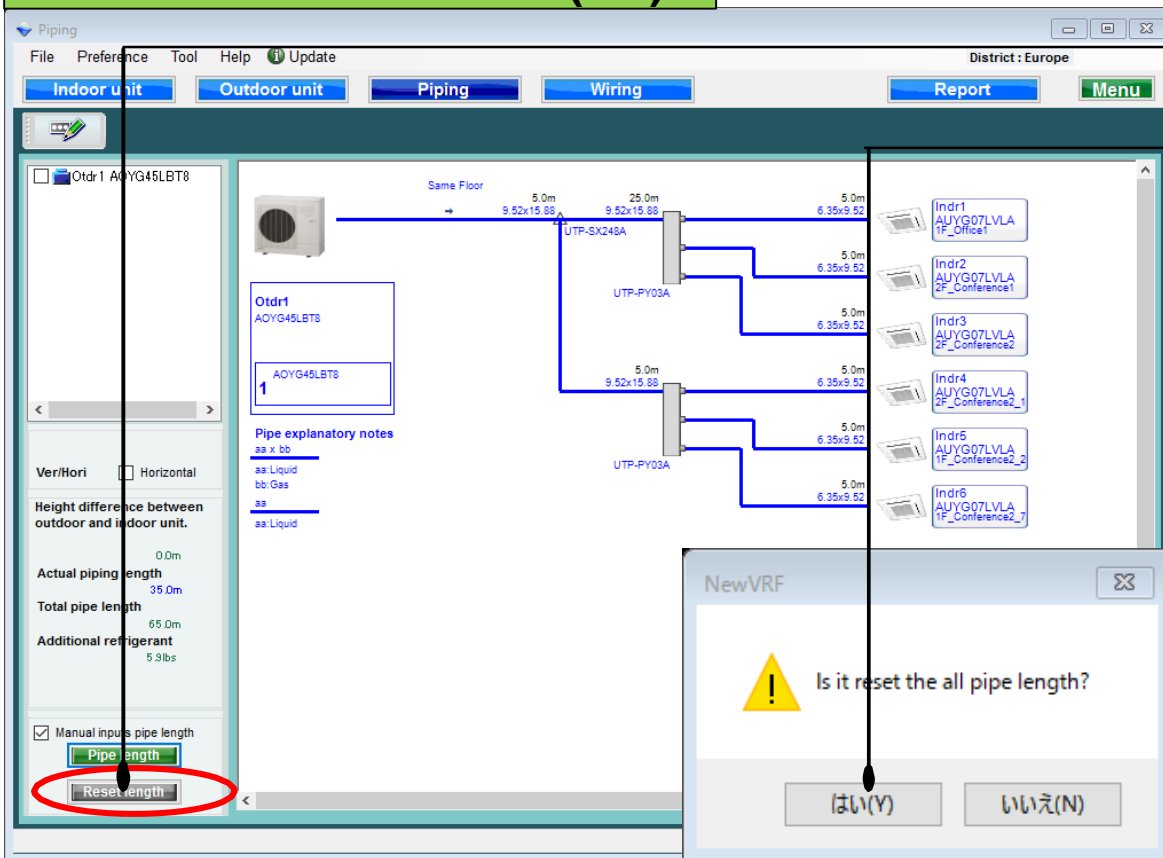 Piping
File Preference Tool Help Update
District : Europe
Indoor unit Outdoor unit Piping Wiring Report Menu
Otdr1 AOYG45LBT8
Same Floor
5.0m
9.52x15.88
UTP-SX248A
25.0m
9.52x15.88
UTP-PY03A
5.0m
6.35x9.52
Indr1
AUYG07LVLA
1F_Office1
5.0m
6.35x9.52
Indr2
AUYG07LVLA
2F_Conference1
5.0m
6.35x9.52
Indr3
AUYG07LVLA
2F_Conference2
5.0m
9.52x15.88
UTP-PY03A
5.0m
6.35x9.52
Indr4
AUYG07LVLA
2F_Conference2_1
5.0m
6.35x9.52
Indr5
AUYG07LVLA
1F_Conference2_2
5.0m
6.35x9.52
Indr6
AUYG07LVLA
1F_Conference2_7
Otdr1
AOYG45LBT8
AOYG45LBT8
1
Pipe explanatory notes
aa x bb
aa:Liquid
bb:Gas
aa
aa:Liquid
Ver/Hori Horizontal
Height difference between
outdoor and indoor unit.
0.0m
Actual piping length
35.0m
Total pipe length
65.0m
Additional refrigerant
5.9lbs
Manual inputs pipe length
Pipe length
Reset length
NewVRF
Is it reset the all pipe length?
はい(Y) いいえ(N)